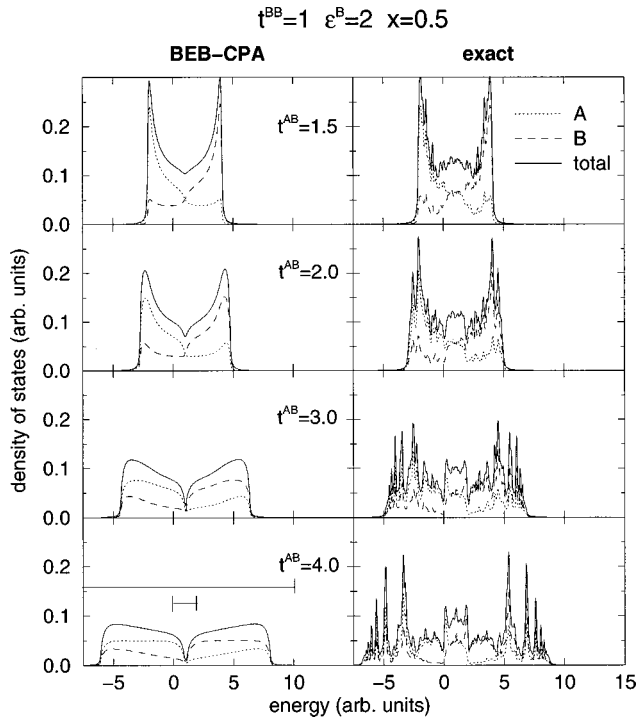 t^BB=1 ε^B=2 x=0.5
BEB−CPA
exact
density of states (arb. units)
0.2
0.1
0.0
t^AB=1.5
A
B
total
0.2
0.1
0.0
t^AB=2.0
0.2
0.1
0.0
t^AB=3.0
0.2
0.1
0.0
t^AB=4.0
−5 0 5 10
−5 0 5 10 15
energy (arb. units)
energy (arb. units)